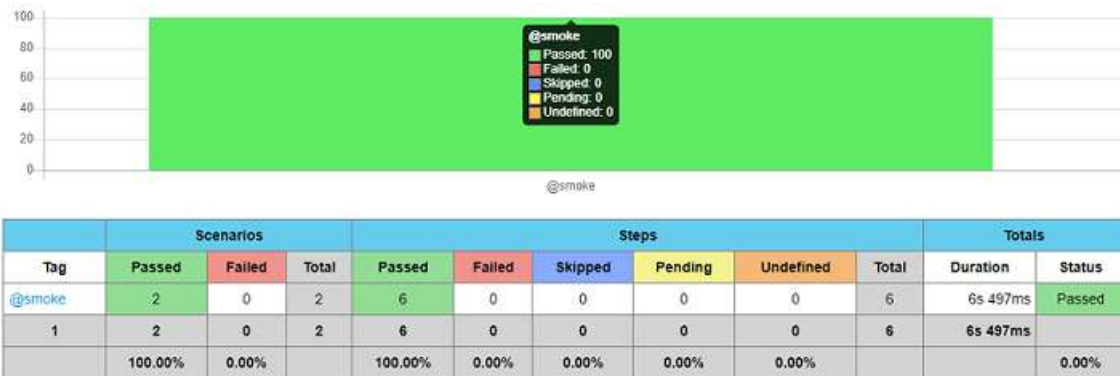 100
80
60
40
20
0
@smoke
Passed: 100
Failed: 0
Skipped: 0
Pending: 0
Undefined: 0
@smoke
Scenarios Steps Totals
Tag Passed Failed Total Passed Failed Skipped Pending Undefined Total Duration Status
@smoke 2 0 2 6 0 0 0 0 6 6s 497ms Passed
1 2 0 2 6 0 0 0 0 6 6s 497ms
100.00% 0.00% 100.00% 0.00% 0.00% 0.00% 0.00% 0.00%